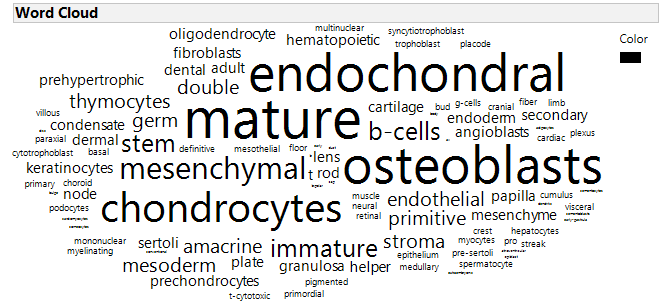 Word Cloud
Color
multinuclear
syncytiotrophoblast
oligodendrocyte
hematopoietic
trophoblast
placode
fibroblasts
dental
adult
endochondral
prehypertrophic
double
thymocytes
mature
cartilage
bud
g-cells
cranial
fiber
limb
villous
condensate
germ
b-cells
endoderm
secondary
paraxial
dermal
stem
angioblasts
cardiac
plexus
definitive
mesothelial
floor
cytotrophoblast
basal
lens
osteoblasts
keratinocytes
mesenchymal
t
rod
primary
choroid
node
muscle
endothelial
papilla
cumulus
podocytes
chondrocytes
neural
retinal
primitive
mesenchyme
visceral
crest
hepatocytes
mononuclear
sertoli
amacrine
immature
stroma
myocytes
pro
streak
myelinating
epithelium
pre-sertoli
mesoderm
plate
granulosa
helper
medullary
spermatocyte
prechondrocytes
pigmented
t-cytotoxic
primordial